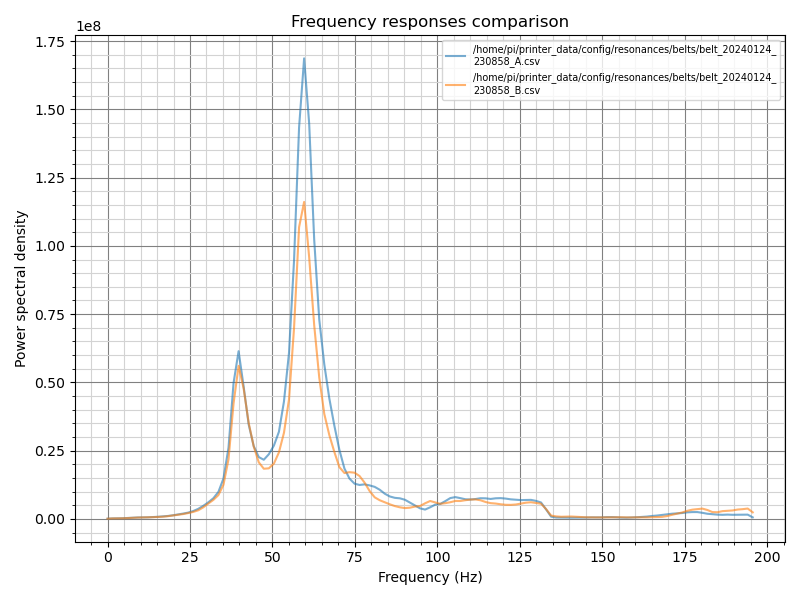 Frequency responses comparison
1e8
/home/pi/printer_data/config/resonances/belts/belt_20240124_
230858_A.csv
/home/pi/printer_data/config/resonances/belts/belt_20240124_
230858_B.csv
1.75
1.50
1.25
1.00
0.75
0.50
0.25
0.00
Power spectral density
0 25 50 75 100 125 150 175 200
Frequency (Hz)